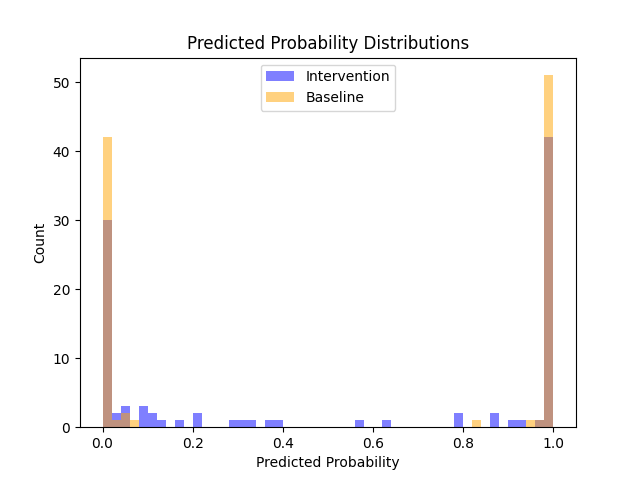 Predicted Probability Distributions
Intervention
Baseline
50
40
30
20
10
0
Count
0.0 0.2 0.4 0.6 0.8 1.0
Predicted Probability